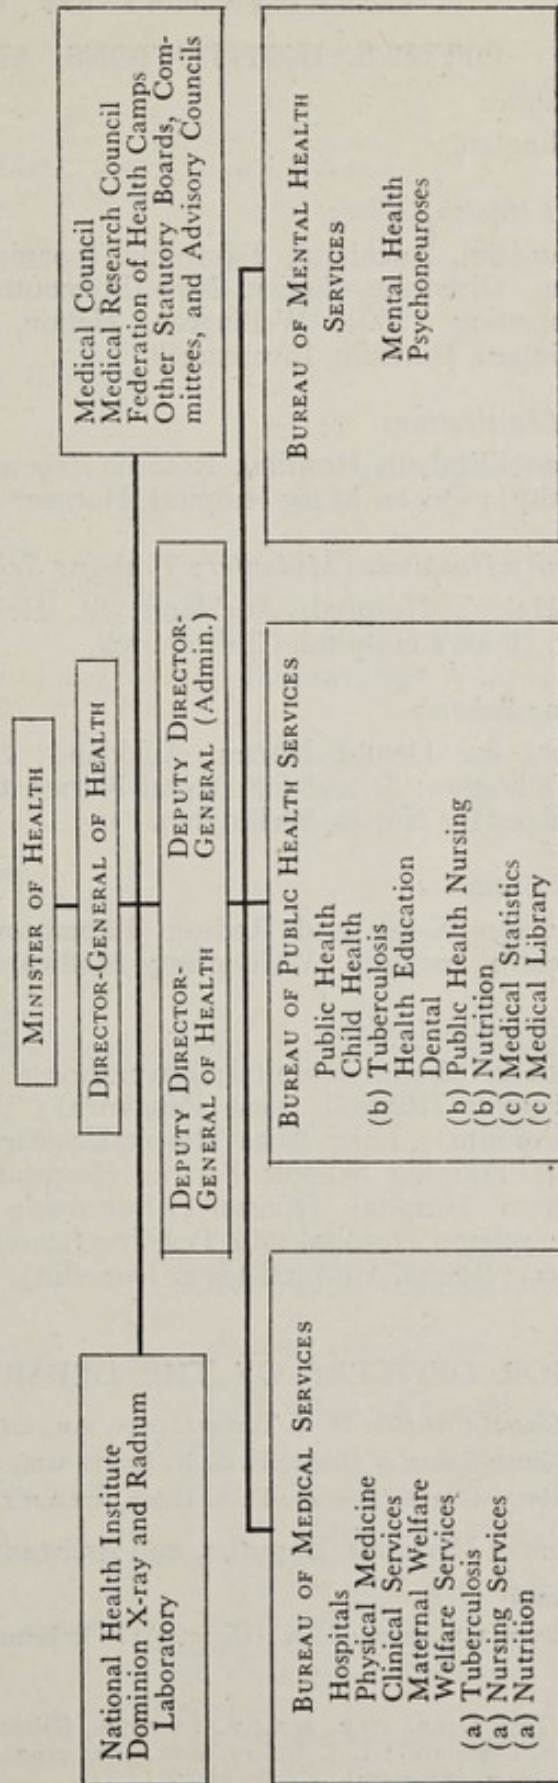 MINISTER OF HEALTH
DIRECTOR-GENERAL OF HEALTH
National Health Institute
Dominion X-ray and Radium
Laboratory
Medical Council
Medical Research Council
Federation of Health Camps
Other Statutory Boards, Com-
mittees, and Advisory Councils
DEPUTY DIRECTOR-
GENERAL OF HEALTH
DEPUTY DIRECTOR-
GENERAL (Admin.)
BUREAU OF MEDICAL SERVICES
Hospitals
Physical Medicine
Clinical Services
Maternal Welfare
Welfare Services
(a) Tuberculosis
(a) Nursing Services
(a) Nutrition
BUREAU OF PUBLIC HEALTH SERVICES
Public Health
Child Health
(b) Tuberculosis
Health Education
Dental
(b) Public Health Nursing
(b) Nutrition
(c) Medical Statistics
(c) Medical Library
BUREAU OF MENTAL HEALTH
SERVICES
Mental Health
Psychoneuroses